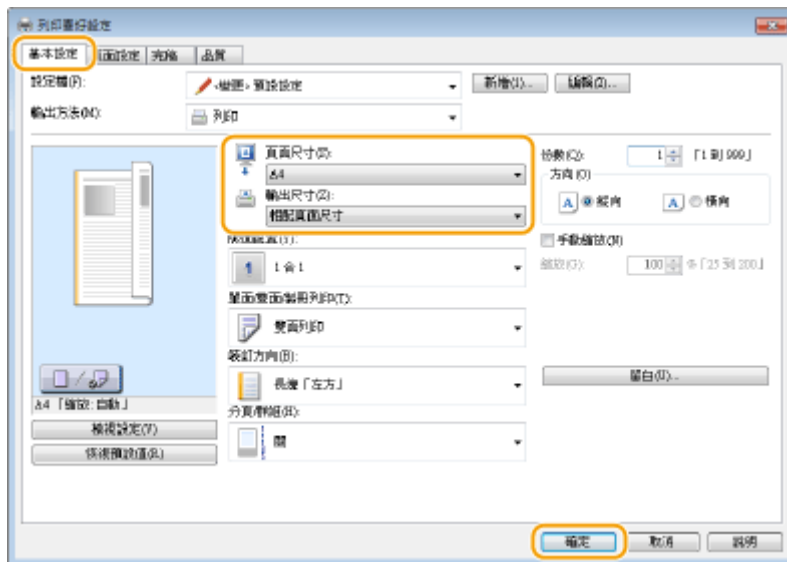 列印喜好設定
基本設定 頁面設定 完稿 品質
設定檔(F): <變更> 預設設定 新增(1)... 編輯(2)...
輸出方法(M): 列印
頁面尺寸(S):
A4
輸出尺寸(Z):
相配頁面尺寸
份數(C): 1 「1 到 999」
方向(O)
A 縱向 A 橫向
手動縮放(N)
縮放(G): 100 % 「25 到 200」
1 合 1
單面/雙面/製冊列印(T):
雙面列印
裝訂方向(B):
長邊「左方」
留白(U)...
分頁/群組(H):
關
A4 「縮放: 自動」
檢視設定(V)
恢復預設值(R)
確定 取消 說明